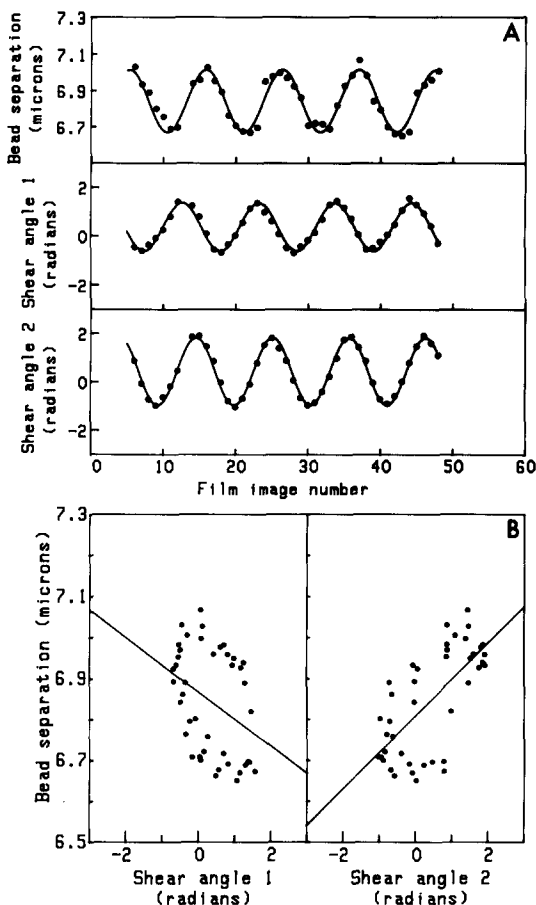 A
7.3
7.1
6.9
6.7
Bead separation
(microns)
2
0
-2
Shear angle 1
(radians)
2
0
-2
Shear angle 2
(radians)
0 10 20 30 40 50 60
Film image number
B
7.3
7.1
6.9
6.7
6.5
Bead separation (microns)
-2 0 2 -2 0 2
Shear angle 1 Shear angle 2
(radians) (radians)